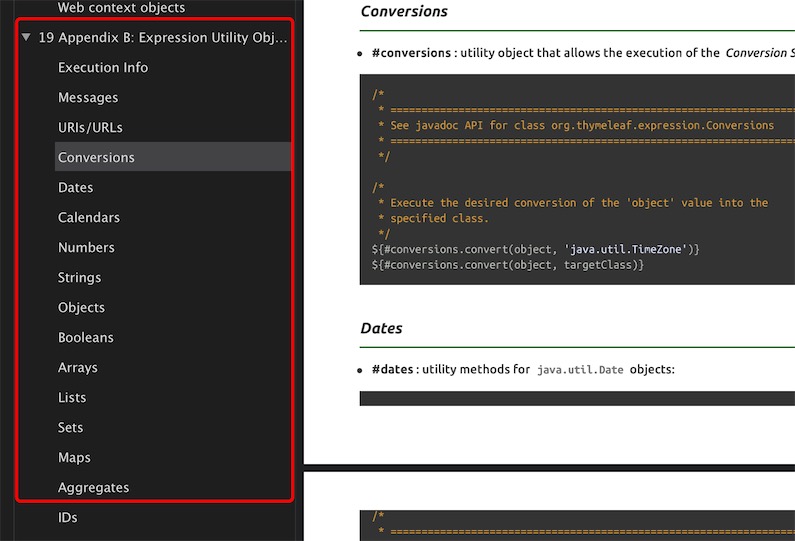 Web context objects
19 Appendix B: Expression Utility Obj...
Execution Info
Messages
URIs/URLs
Conversions
Dates
Calendars
Numbers
Strings
Objects
Booleans
Arrays
Lists
Sets
Maps
Aggregates
IDs
Conversions
#conversions : utility object that allows the execution of the Conversion S
/*
* ======================================================================
* See javadoc API for class org.thymeleaf.expression.Conversions
* ======================================================================
*/
/*
* Execute the desired conversion of the 'object' value into the
* specified class.
*/
${#conversions.convert(object, 'java.util.TimeZone')}
${#conversions.convert(object, targetClass)}
Dates
#dates : utility methods for java.util.Date objects:
/*
* ======================================================================